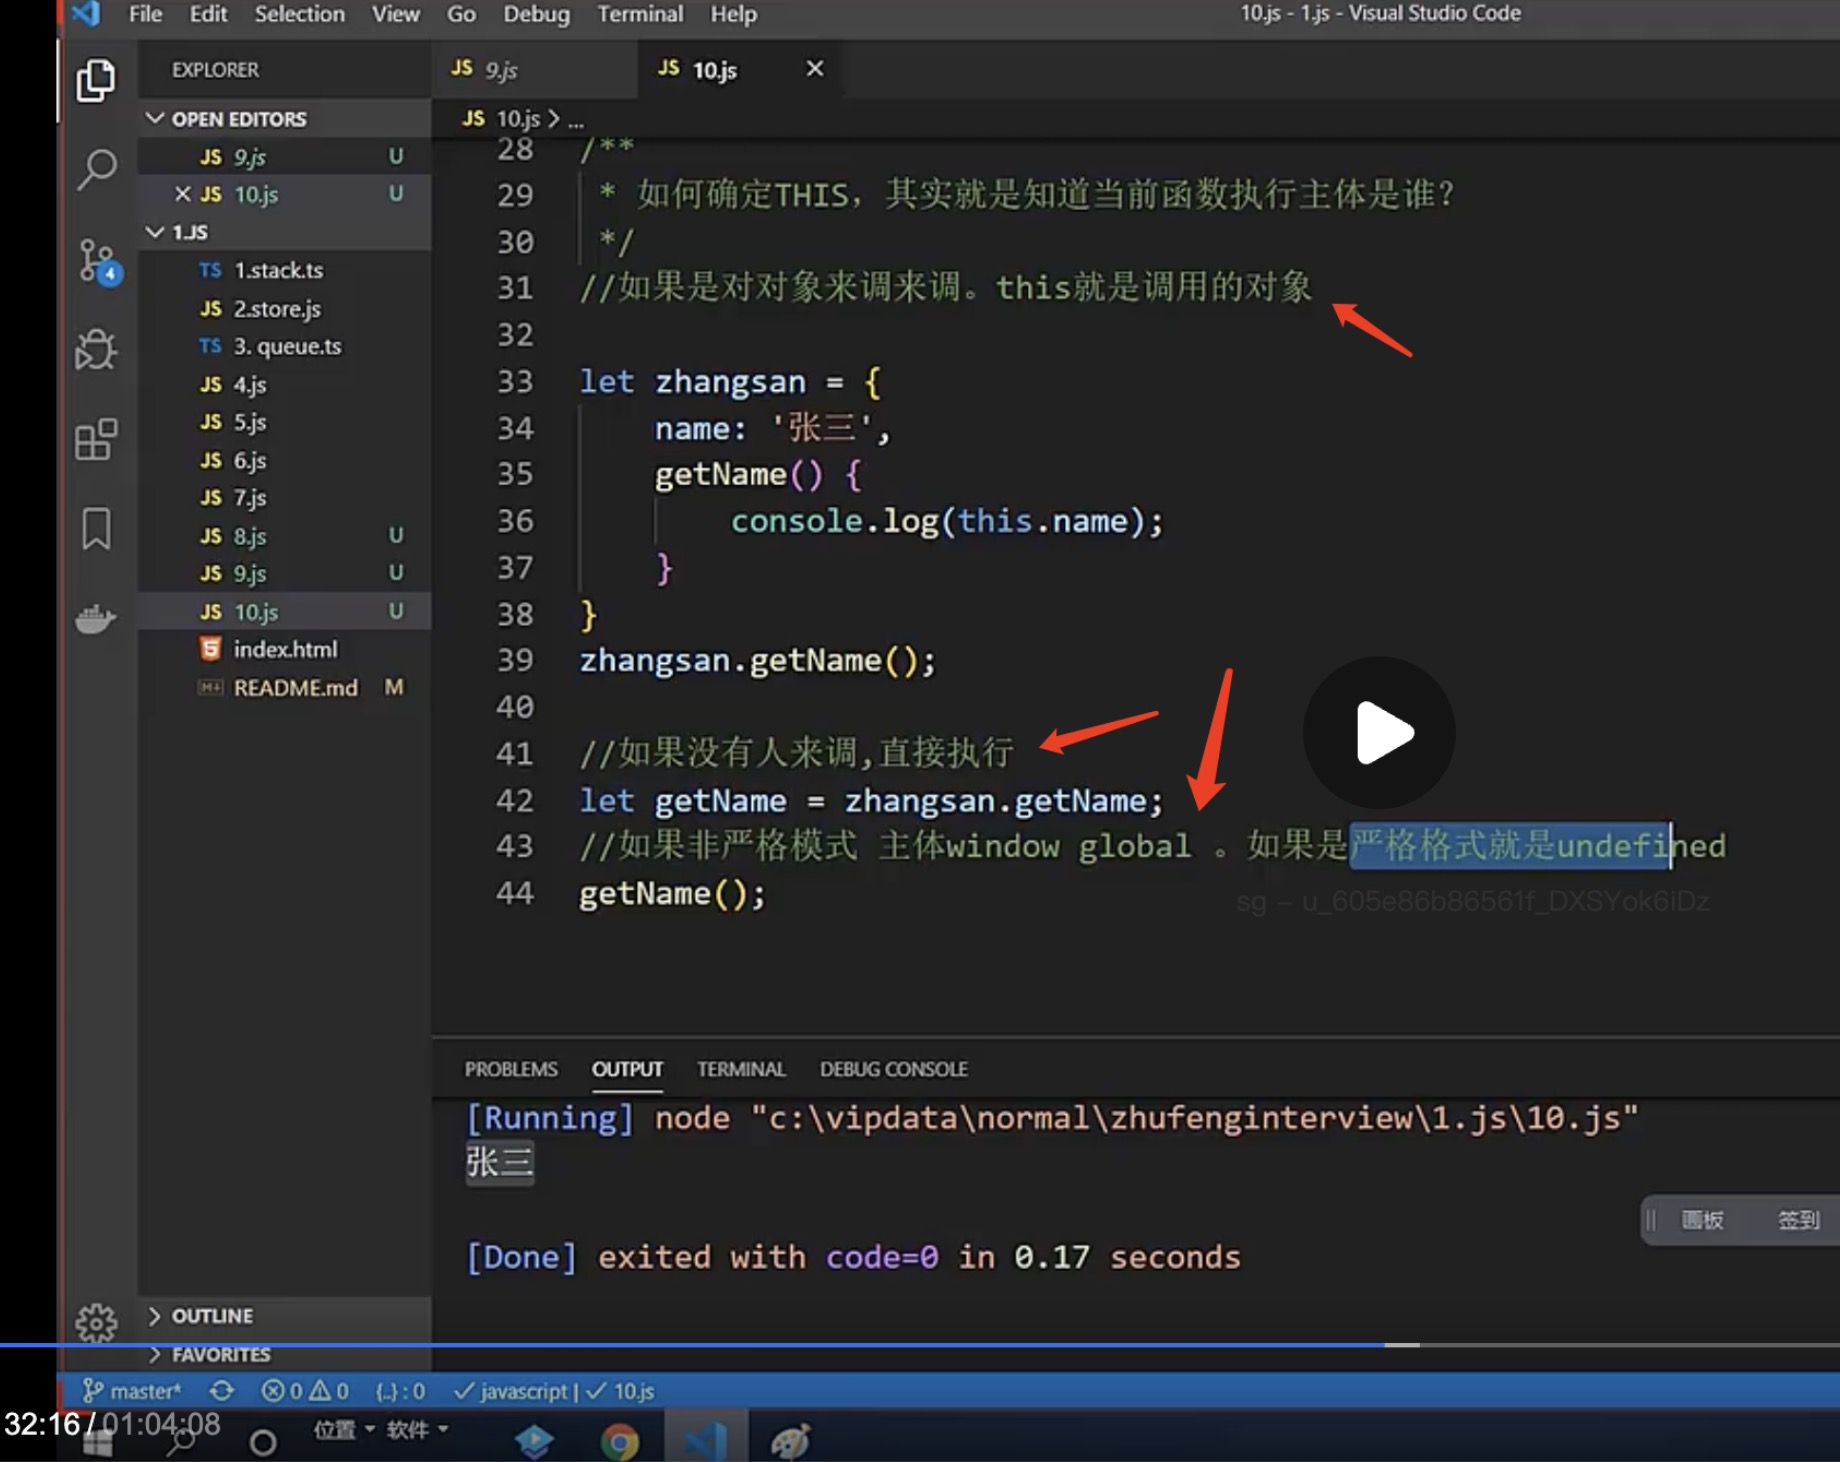 File Edit Selection View Go Debug Terminal Help
10.js - 1.js - Visual Studio Code
EXPLORER
OPEN EDITORS
JS 9.js U
JS 10.js U
1.JS
TS 1.stack.ts
JS 2.store.js
TS 3. queue.ts
JS 4.js
JS 5.js
JS 6.js
JS 7.js
JS 8.js U
JS 9.js U
JS 10.js U
index.html
README.md M
OUTLINE
FAVORITES
4
JS 9.js
JS 10.js
JS 10.js > ...
28 /**
29 * 如何确定THIS，其实就是知道当前函数执行主体是谁?
30 */
31 //如果是对对象来调来调。this就是调用的对象
32
33 let zhangsan = {
34 name: '张三',
35 getName() {
36 console.log(this.name);
37 }
38 }
39 zhangsan.getName();
40
41 //如果没有人来调,直接执行
42 let getName = zhangsan.getName;
43 //如果非严格模式 主体window global 。如果是严格格式就是undefined
44 getName();
sg – u_605e86b86561f_DXSYok6iDz
PROBLEMS OUTPUT TERMINAL DEBUG CONSOLE
[Running] node "c:\vipdata\normal\zhufenginterview\1.js\10.js"
张三
[Done] exited with code=0 in 0.17 seconds
画板 签到
master* 0 0 {..} : 0 javascript | 10.js
32:16 / 01:04:08
位置 软件